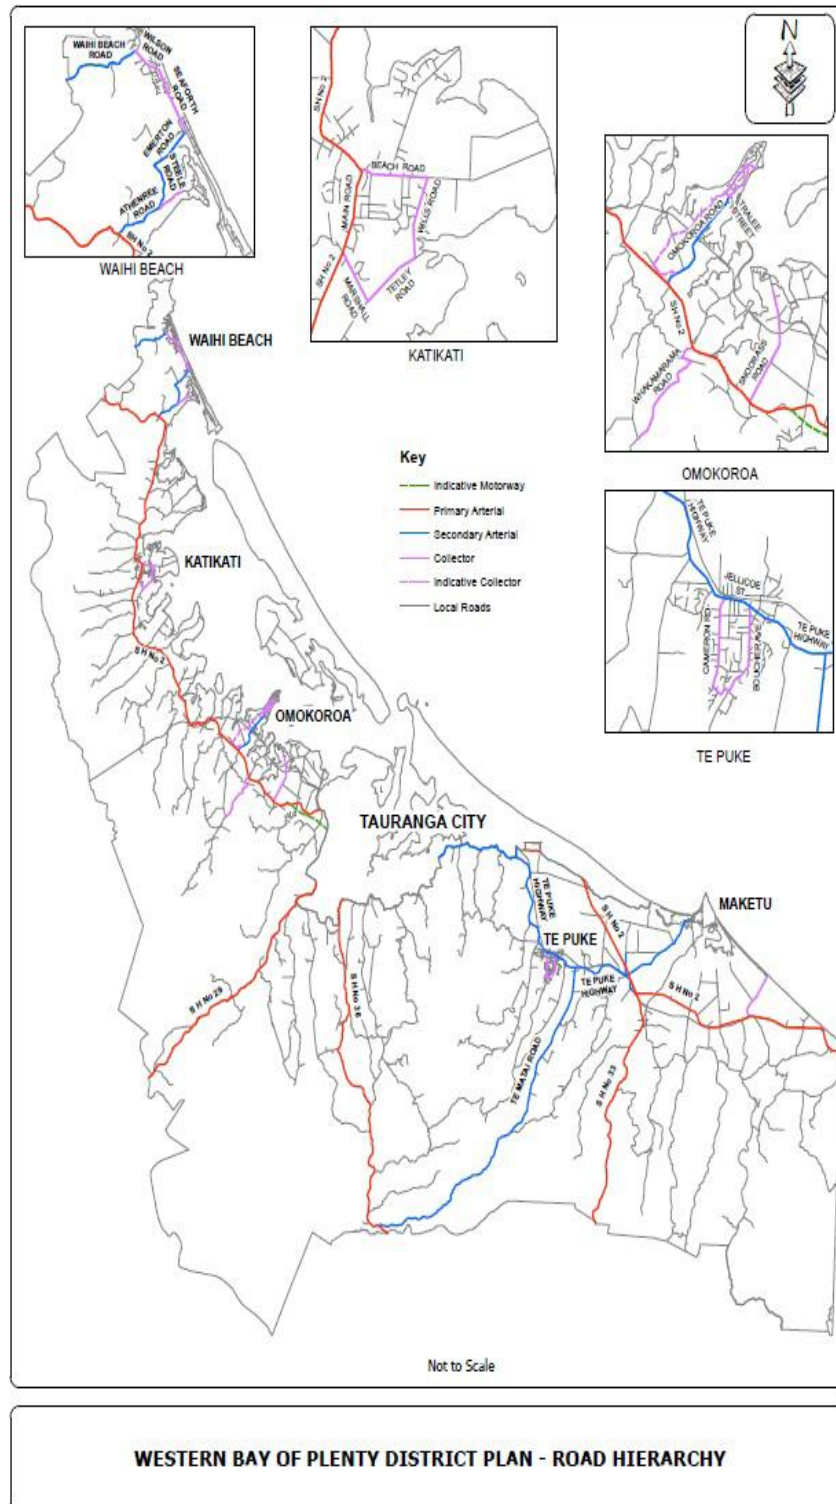 N
WAIHI BEACH
ROAD
WILSON
ROAD
SEAFORTH
ROAD
EMERTON
ROAD
STEELE
ROAD
ATHENREE
ROAD
SH No 2
WAIHI BEACH
SH No 2
BEACH ROAD
MAIN ROAD
WILLS ROAD
SH No 2
MARSHALL
ROAD
TETLEY
ROAD
KATIKATI
OMOKOROA ROAD
TRALEE
STREET
SH No 2
WHAKAMARAMA
ROAD
SNODGRASS
ROAD
OMOKOROA
TE PUKE
HIGHWAY
JELLICOE
ST
CAMERON RD
BOUCHER AVE
TE PUKE
HIGHWAY
TE PUKE
Key
Indicative Motorway
Primary Arterial
Secondary Arterial
Collector
Indicative Collector
Local Roads
WAIHI BEACH
KATIKATI
SH No 2
OMOKOROA
TAURANGA CITY
TE PUKE
HIGHWAY
SH No 2
MAKETU
TE PUKE
TE PUKE
HIGHWAY
SH No 2
SH No 29
SH No 36
TE MATAI ROAD
SH No 33
Not to Scale
WESTERN BAY OF PLENTY DISTRICT PLAN - ROAD HIERARCHY